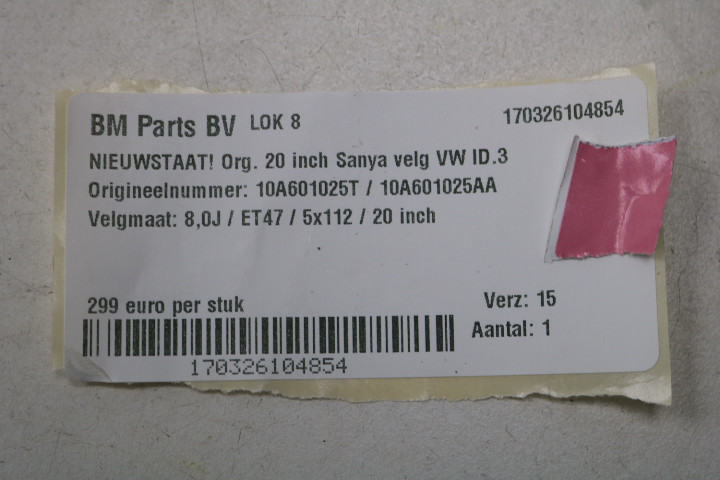 BM Parts BV LOK 8 170326104854
NIEUWSTAAT! Org. 20 inch Sanya velg VW ID.3
Origineelnummer: 10A601025T / 10A601025AA
Velgmaat: 8,0J / ET47 / 5x112 / 20 inch
299 euro per stuk Verz: 15
Aantal: 1
170326104854